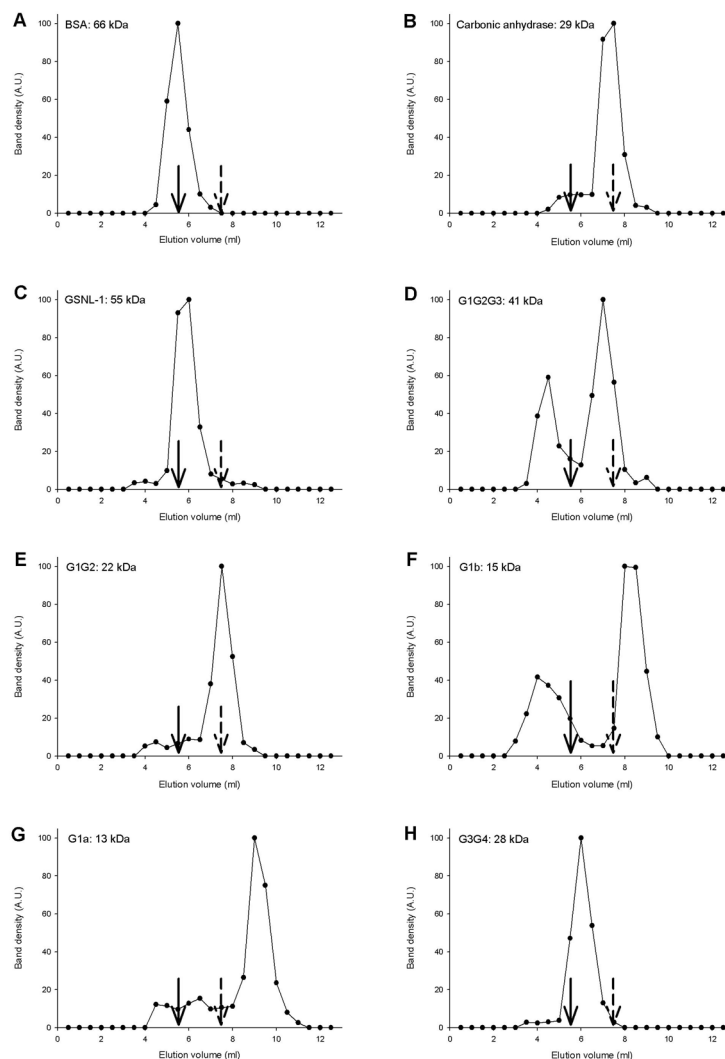 A
BSA: 66 kDa
Band density (A.U.)
100
80
60
40
20
0
0 2 4 6 8 10 12
Elution volume (ml)
B
Carbonic anhydrase: 29 kDa
Band density (A.U.)
100
80
60
40
20
0
0 2 4 6 8 10 12
Elution volume (ml)
C
GSNL-1: 55 kDa
Band density (A.U.)
100
80
60
40
20
0
0 2 4 6 8 10 12
Elution volume (ml)
D
G1G2G3: 41 kDa
Band density (A.U.)
100
80
60
40
20
0
0 2 4 6 8 10 12
Elution volume (ml)
E
G1G2: 22 kDa
Band density (A.U.)
100
80
60
40
20
0
0 2 4 6 8 10 12
Elution volume (ml)
F
G1b: 15 kDa
Band density (A.U.)
100
80
60
40
20
0
0 2 4 6 8 10 12
Elution volume (ml)
G
G1a: 13 kDa
Band density (A.U.)
100
80
60
40
20
0
0 2 4 6 8 10 12
Elution volume (ml)
H
G3G4: 28 kDa
Band density (A.U.)
100
80
60
40
20
0
0 2 4 6 8 10 12
Elution volume (ml)